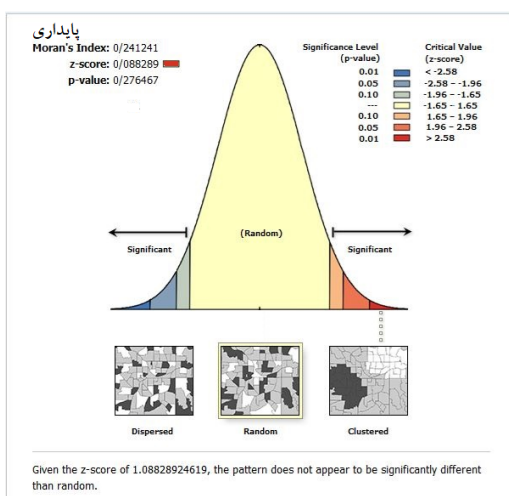 پایداری
Moran's Index: 0/241241
z-score: 0/088289
p-value: 0/276467
Significance Level
(p-value)
Critical Value
(z-score)
0.01 < -2.58
0.05 -2.58 - -1.96
0.10 -1.96 - -1.65
--- -1.65 - 1.65
0.10 1.65 - 1.96
0.05 1.96 - 2.58
0.01 > 2.58
(Random)
Significant
Significant
Dispersed
Random
Clustered
Given the z-score of 1.08828924619, the pattern does not appear to be significantly different
than random.